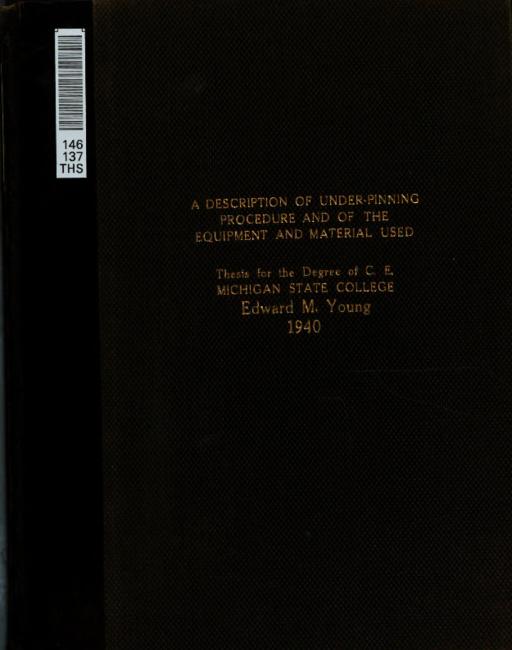 146
137
THS
A DESCRIPTION OF UNDER-PINNING
PROCEDURE AND OF THE
EQUIPMENT AND MATERIAL USED
Thesis for the Degree of C. E.
MICHIGAN STATE COLLEGE
Edward M. Young
1940